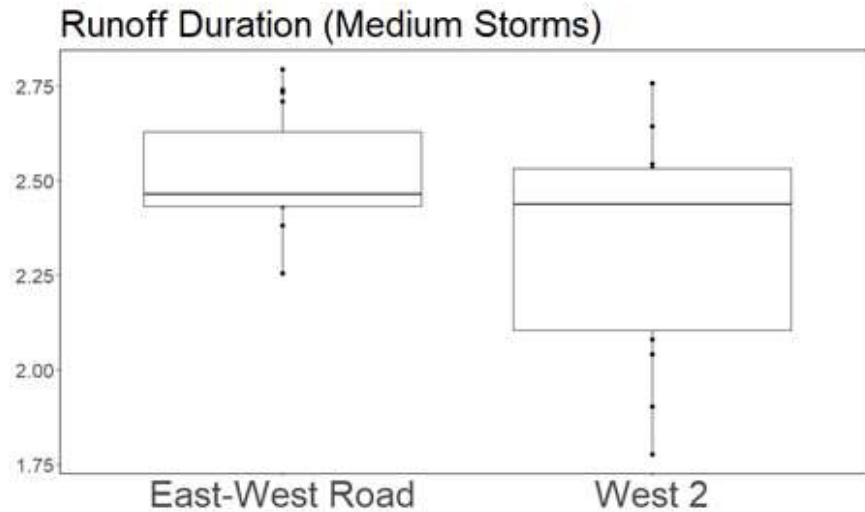 Runoff Duration (Medium Storms)
2.75
2.50
2.25
2.00
1.75
East-West Road West 2